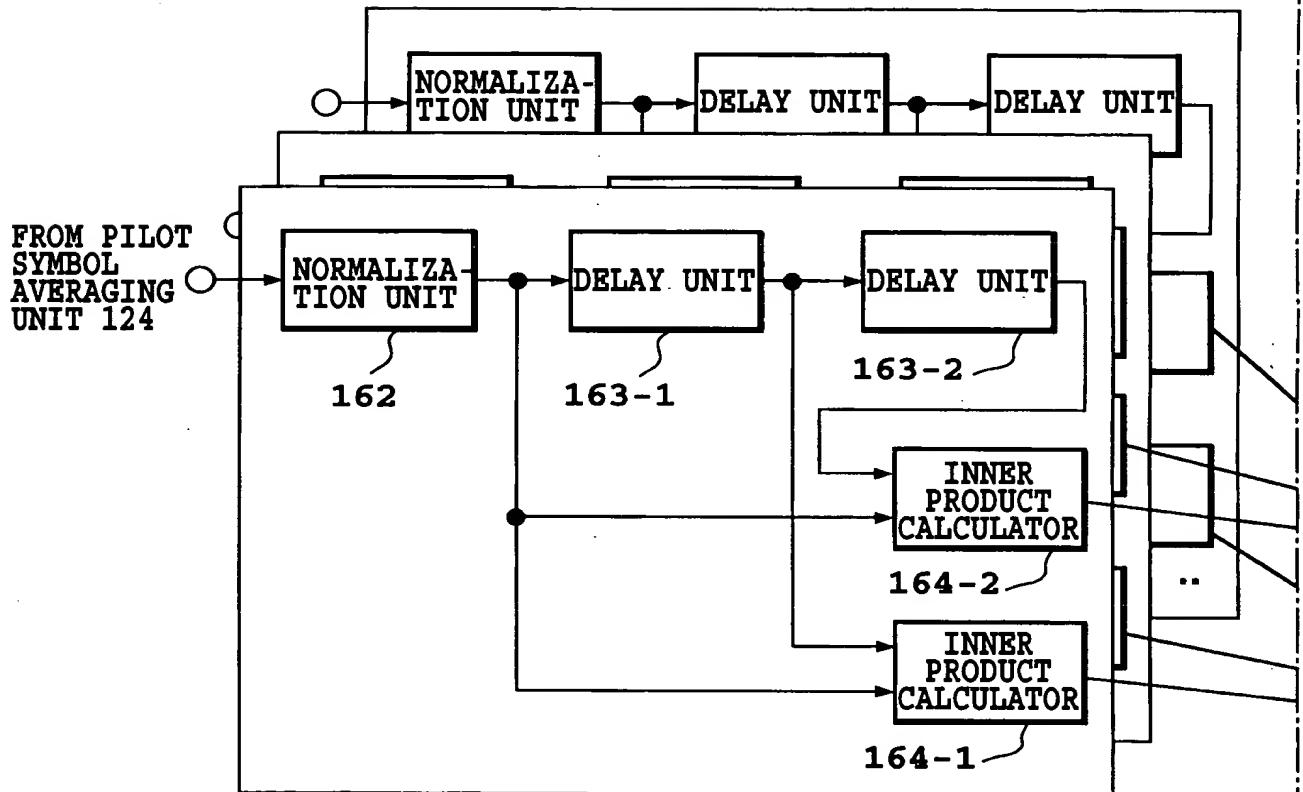 NORMALIZA-
TION UNIT
DELAY UNIT
DELAY UNIT
FROM PILOT
SYMBOL
AVERAGING
UNIT 124
NORMALIZA-
TION UNIT
DELAY UNIT
DELAY UNIT
162
163-1
163-2
INNER
PRODUCT
CALCULATOR
164-2
INNER
PRODUCT
CALCULATOR
164-1